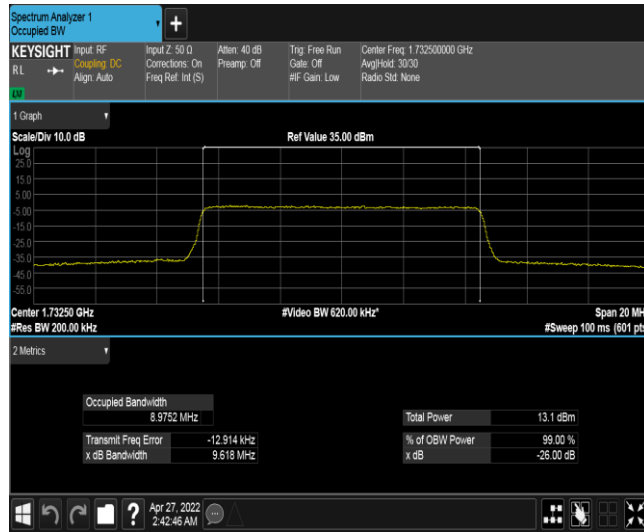 Spectrum Analyzer 1
Occupied BW
+
KEYSIGHT
RL
LXI
Input: RF
Coupling: DC
Align: Auto
Input Z: 50 Ω
Corrections: On
Freq Ref: Int (S)
Atten: 40 dB
Preamp: Off
Trig: Free Run
Gate: Off
#IF Gain: Low
Center Freq: 1.732500000 GHz
Avg|Hold: 30/30
Radio Std: None
1 Graph
Scale/Div 10.0 dB
Ref Value 35.00 dBm
Log
25.0
15.0
5.00
-5.00
-15.0
-25.0
-35.0
-45.0
-55.0
Center 1.73250 GHz
#Video BW 620.00 kHz*
Span 20 MH
#Res BW 200.00 kHz
#Sweep 100 ms (601 pts
2 Metrics
Occupied Bandwidth
8.9752 MHz
Total Power 13.1 dBm
Transmit Freq Error -12.914 kHz
% of OBW Power 99.00 %
x dB Bandwidth 9.618 MHz
x dB -26.00 dB
?
Apr 27, 2022
2:42:46 AM